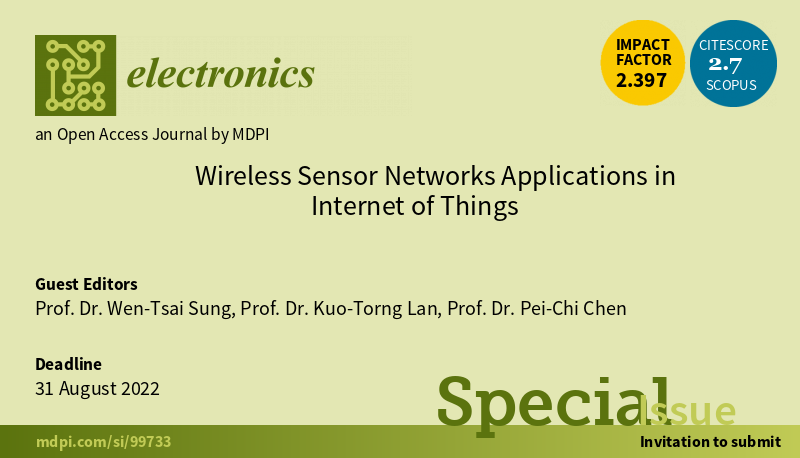 electronics
IMPACT
FACTOR
2.397
CITESCORE
2.7
SCOPUS
an Open Access Journal by MDPI
Wireless Sensor Networks Applications in
Internet of Things
Guest Editors
Prof. Dr. Wen-Tsai Sung, Prof. Dr. Kuo-Torng Lan, Prof. Dr. Pei-Chi Chen
Deadline
31 August 2022
Special Issue
mdpi.com/si/99733
Invitation to submit